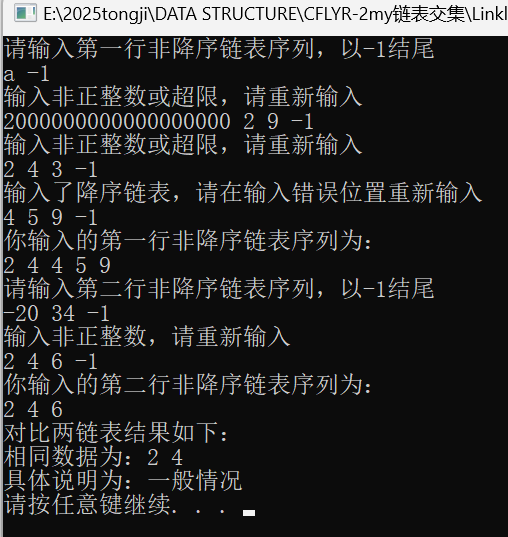 E:\2025tongji\DATA STRUCTURE\CFLYR-2my链表交集\Linkl
请输入第一行非降序链表序列，以-1结尾
a -1
输入非正整数或超限，请重新输入
2000000000000000000 2 9 -1
输入非正整数或超限，请重新输入
2 4 3 -1
输入了降序链表，请在输入错误位置重新输入
4 5 9 -1
你输入的第一行非降序链表序列为：
2 4 4 5 9
请输入第二行非降序链表序列，以-1结尾
-20 34 -1
输入非正整数，请重新输入
2 4 6 -1
你输入的第二行非降序链表序列为：
2 4 6
对比两链表结果如下：
相同数据为：2 4
具体说明为：一般情况
请按任意键继续. . .